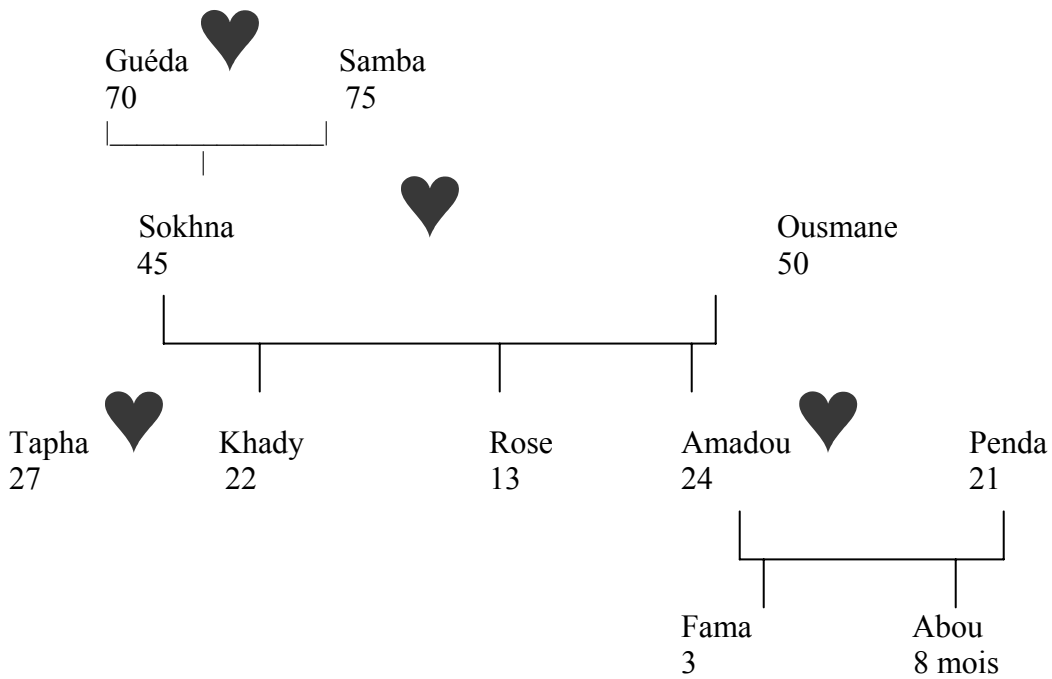 Guéda Samba
70 75
Sokhna Ousmane
45 50
Tapha Khady Rose Amadou Penda
27 22 13 24 21
Fama Abou
3 8 mois